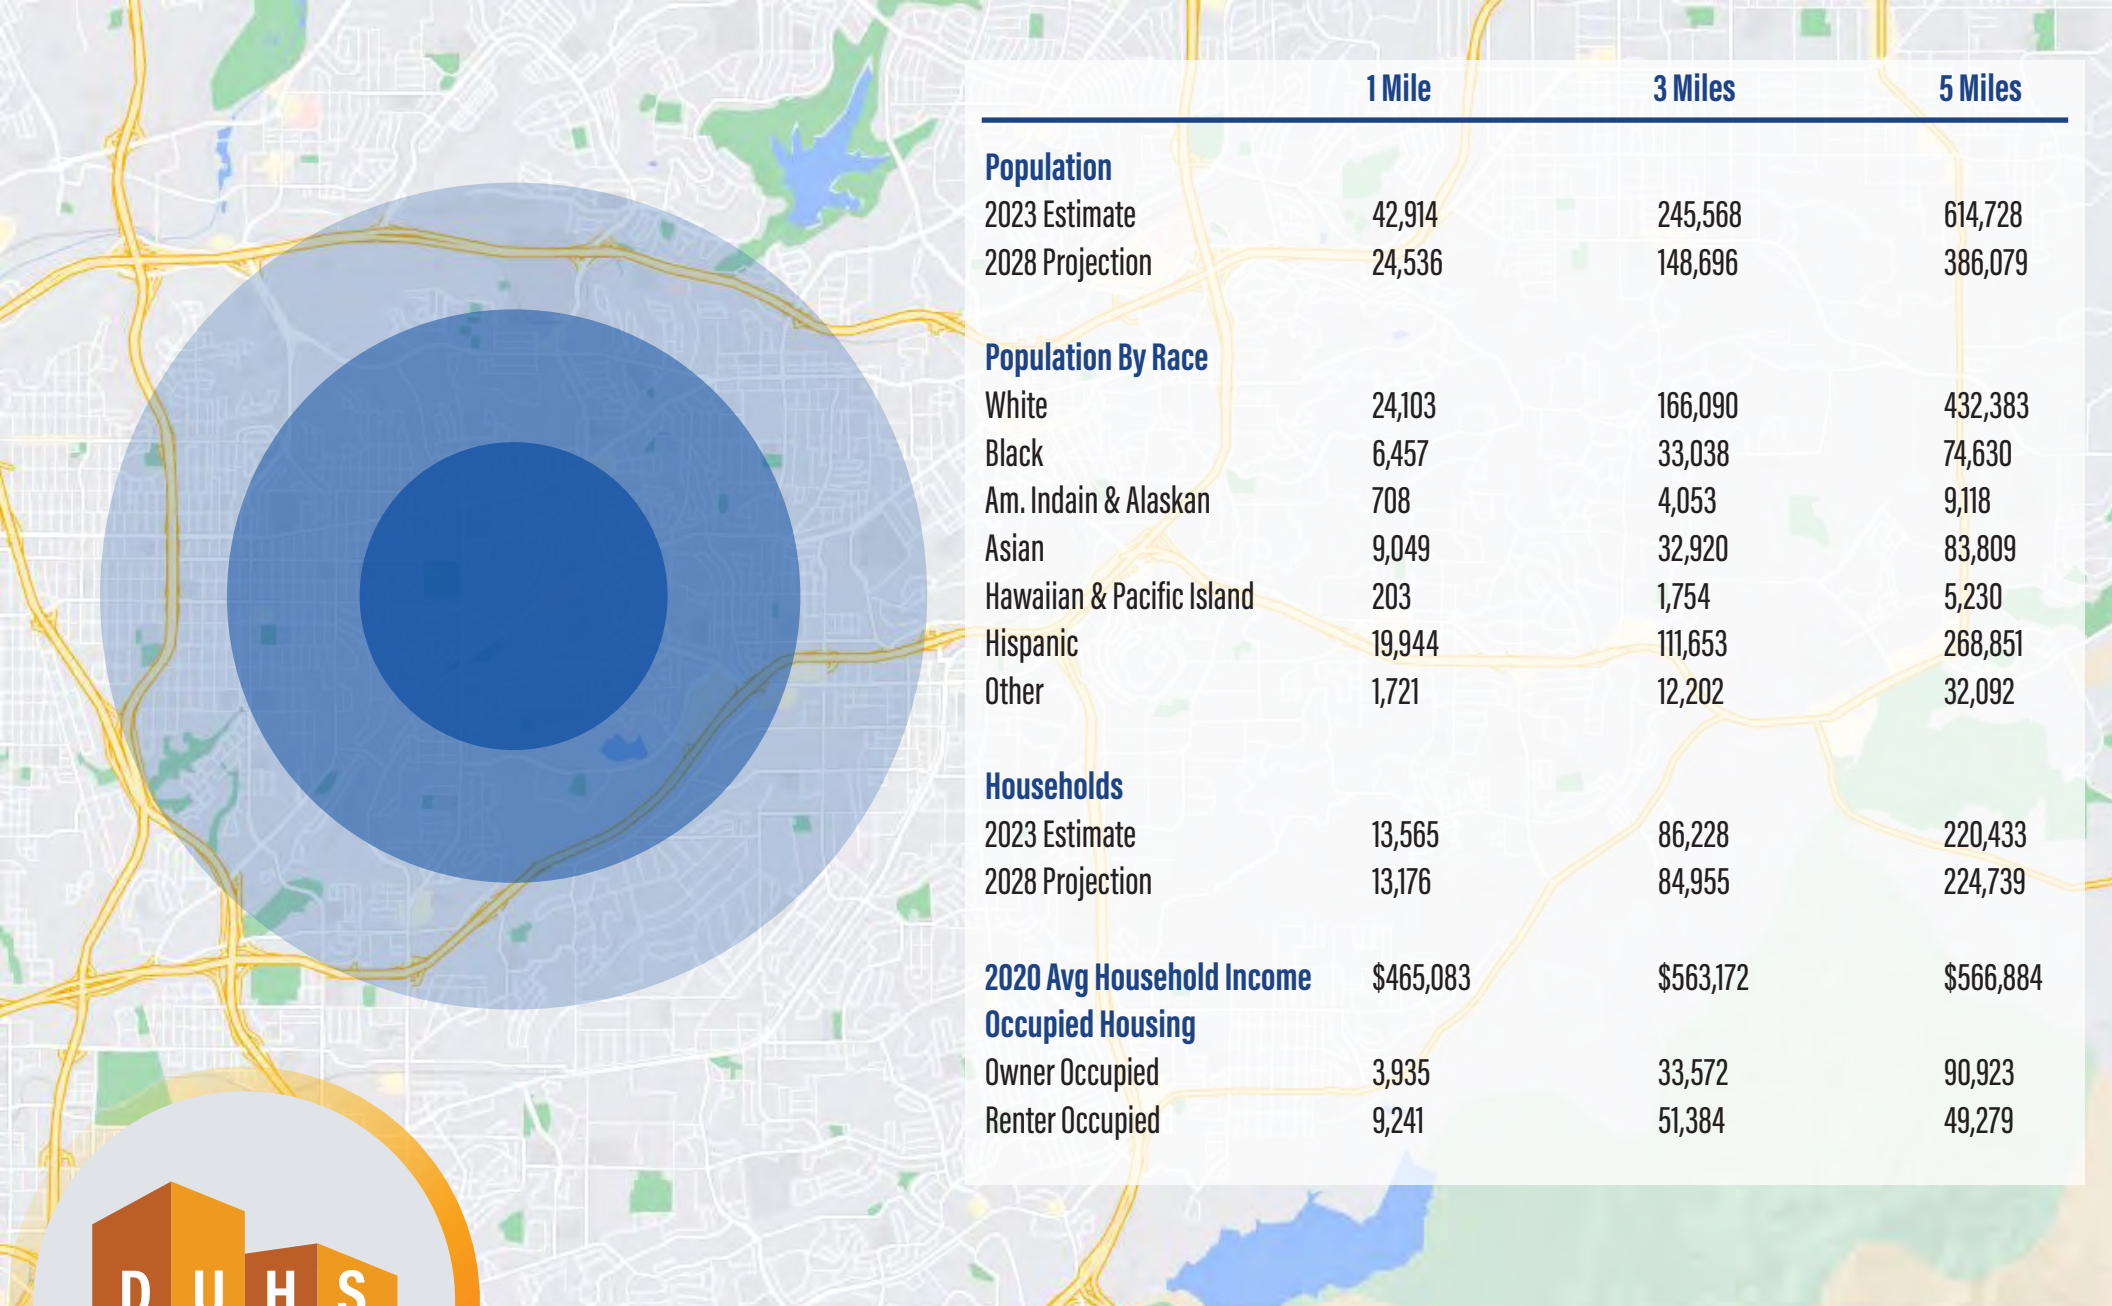 1 Mile 3 Miles 5 Miles
Population
2023 Estimate 42,914 245,568 614,728
2028 Projection 24,536 148,696 386,079
Population By Race
White 24,103 166,090 432,383
Black 6,457 33,038 74,630
Am. Indain & Alaskan 708 4,053 9,118
Asian 9,049 32,920 83,809
Hawaiian & Pacific Island 203 1,754 5,230
Hispanic 19,944 111,653 268,851
Other 1,721 12,202 32,092
Households
2023 Estimate 13,565 86,228 220,433
2028 Projection 13,176 84,955 224,739
2020 Avg Household Income $465,083 $563,172 $566,884
Occupied Housing
Owner Occupied 3,935 33,572 90,923
Renter Occupied 9,241 51,384 49,279
DUHS